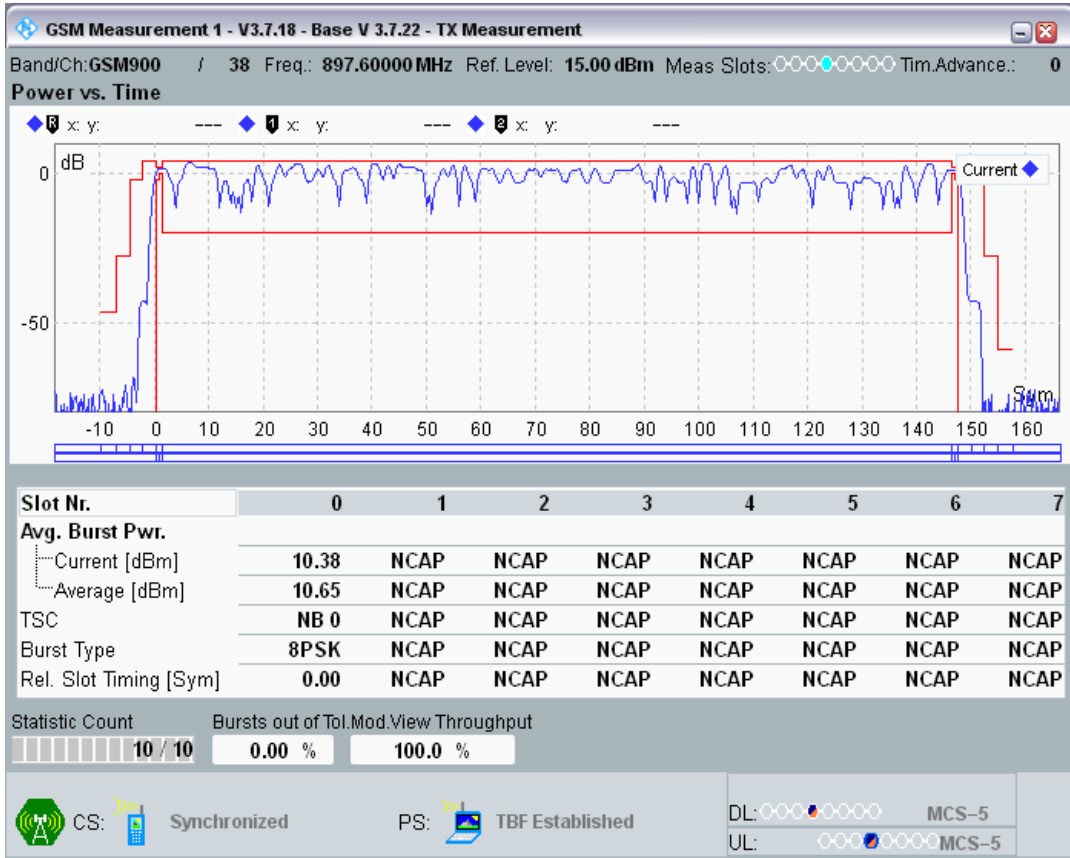 GSM Measurement 1 - V3.7.18 - Base V 3.7.22 - TX Measurement
Band/Ch:GSM900 / 38 Freq.: 897.60000 MHz Ref. Level: 15.00 dBm Meas Slots: Tim.Advance.: 0
Power vs. Time
R x: y: --- 1 x: y: --- 2 x: y: ---
dB
Current
0
-50
Sym
-10 0 10 20 30 40 50 60 70 80 90 100 110 120 130 140 150 160
Slot Nr. 0 1 2 3 4 5 6 7
Avg. Burst Pwr.
Current [dBm] 10.38 NCAP NCAP NCAP NCAP NCAP NCAP NCAP
Average [dBm] 10.65 NCAP NCAP NCAP NCAP NCAP NCAP NCAP
TSC NB 0 NCAP NCAP NCAP NCAP NCAP NCAP NCAP
Burst Type 8PSK NCAP NCAP NCAP NCAP NCAP NCAP NCAP
Rel. Slot Timing [Sym] 0.00 NCAP NCAP NCAP NCAP NCAP NCAP NCAP
Statistic Count Bursts out of Tol.Mod.View Throughput
10 / 10 0.00 % 100.0 %
CS: Synchronized PS: TBF Established
DL: MCS-5
UL: MCS-5